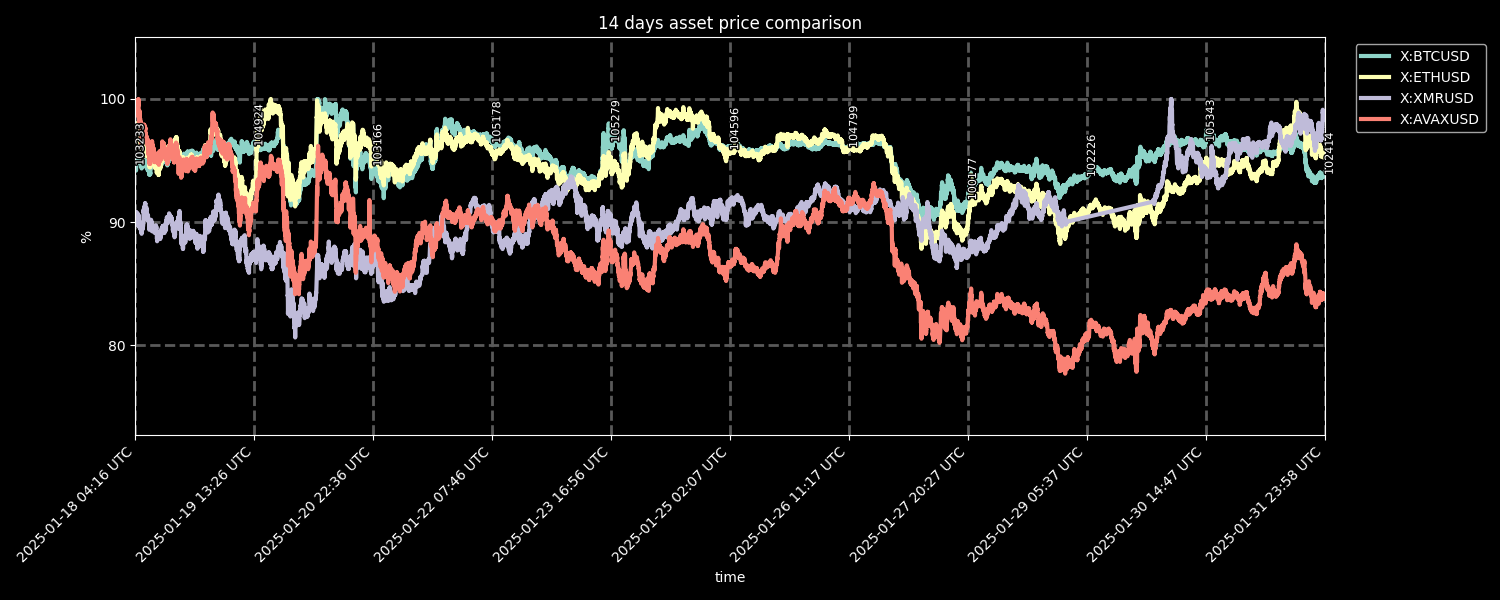 14 days asset price comparison
X:BTCUSD
X:ETHUSD
X:XMRUSD
X:AVAXUSD
100
90
80
%
103233
104924
103166
105178
105279
104596
104799
100177
102226
105343
102414
2025-01-18 04:16 UTC
2025-01-19 13:26 UTC
2025-01-20 22:36 UTC
2025-01-22 07:46 UTC
2025-01-23 16:56 UTC
2025-01-25 02:07 UTC
2025-01-26 11:17 UTC
2025-01-27 20:27 UTC
2025-01-29 05:37 UTC
2025-01-30 14:47 UTC
2025-01-31 23:58 UTC
time